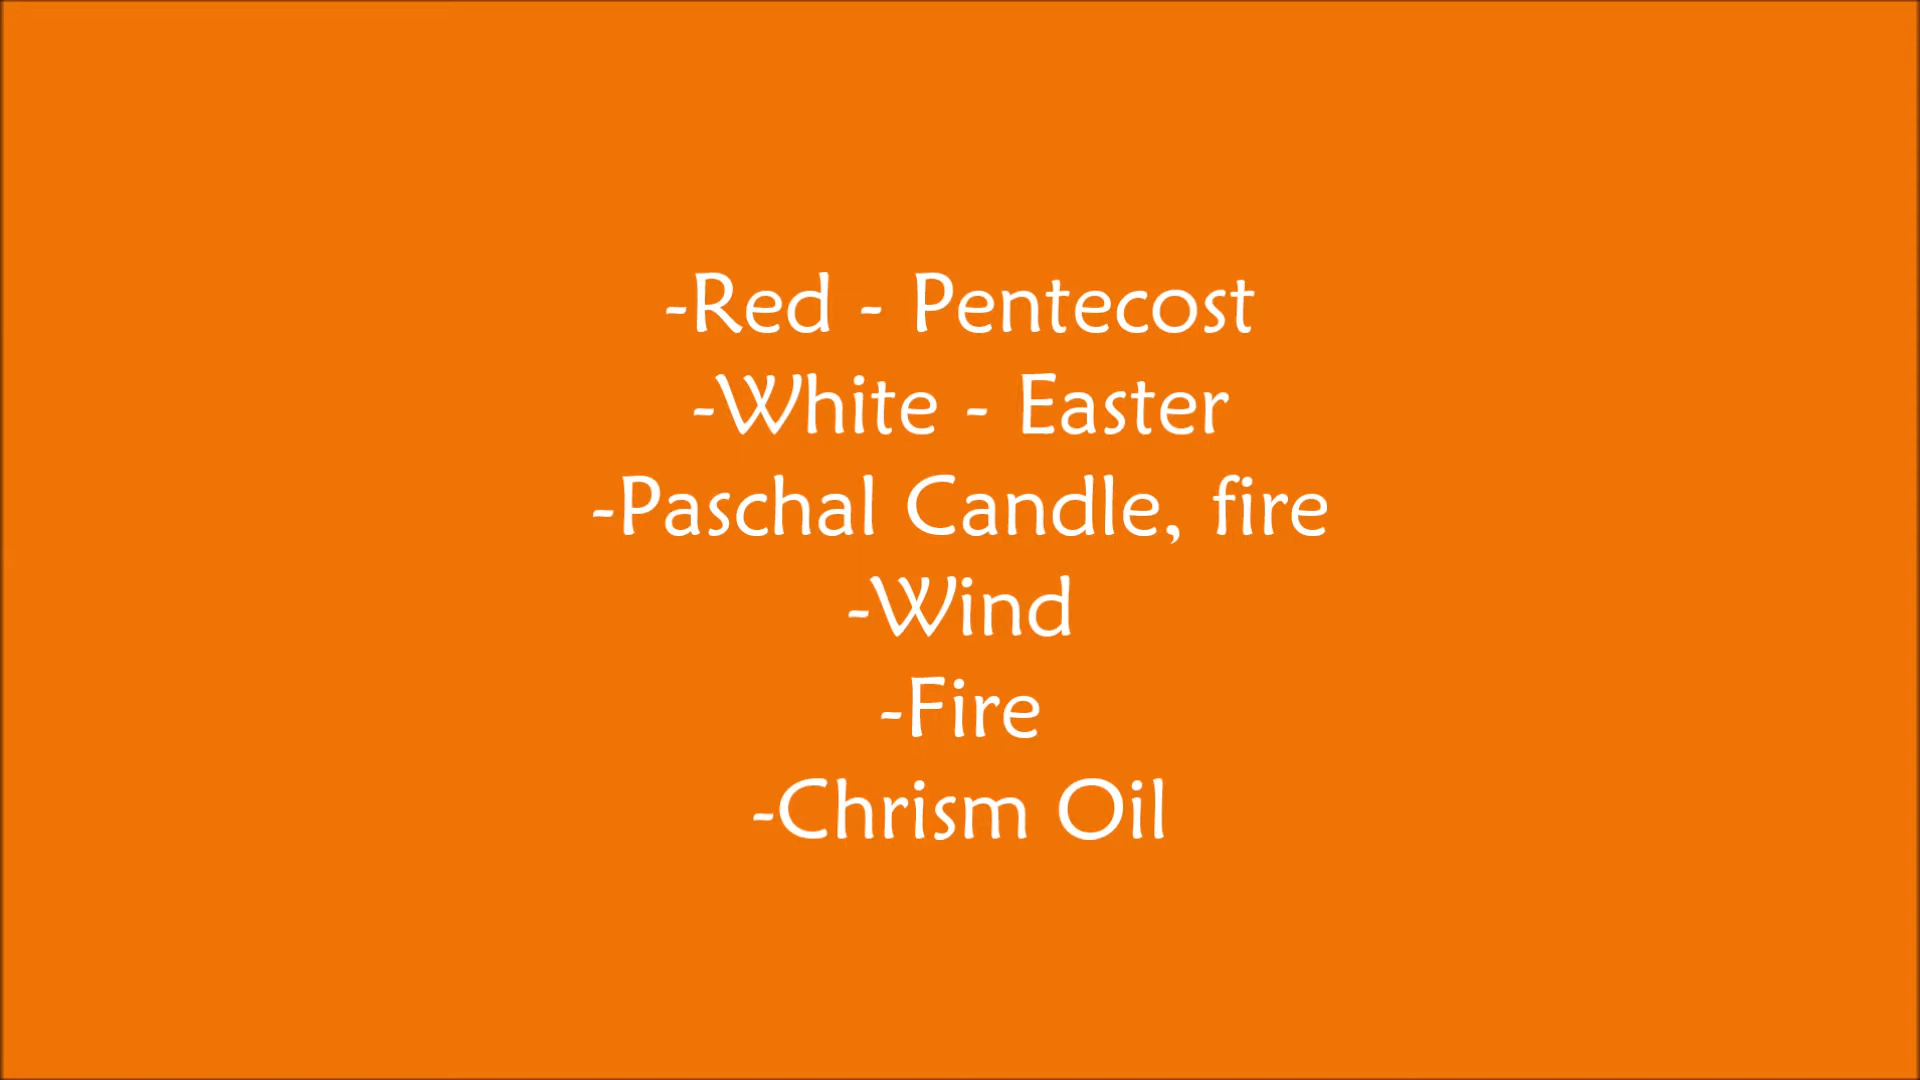 -Red - Pentecost
-White - Easter
-Paschal Candle, fire
-Wind
-Fire
-Chrism Oil